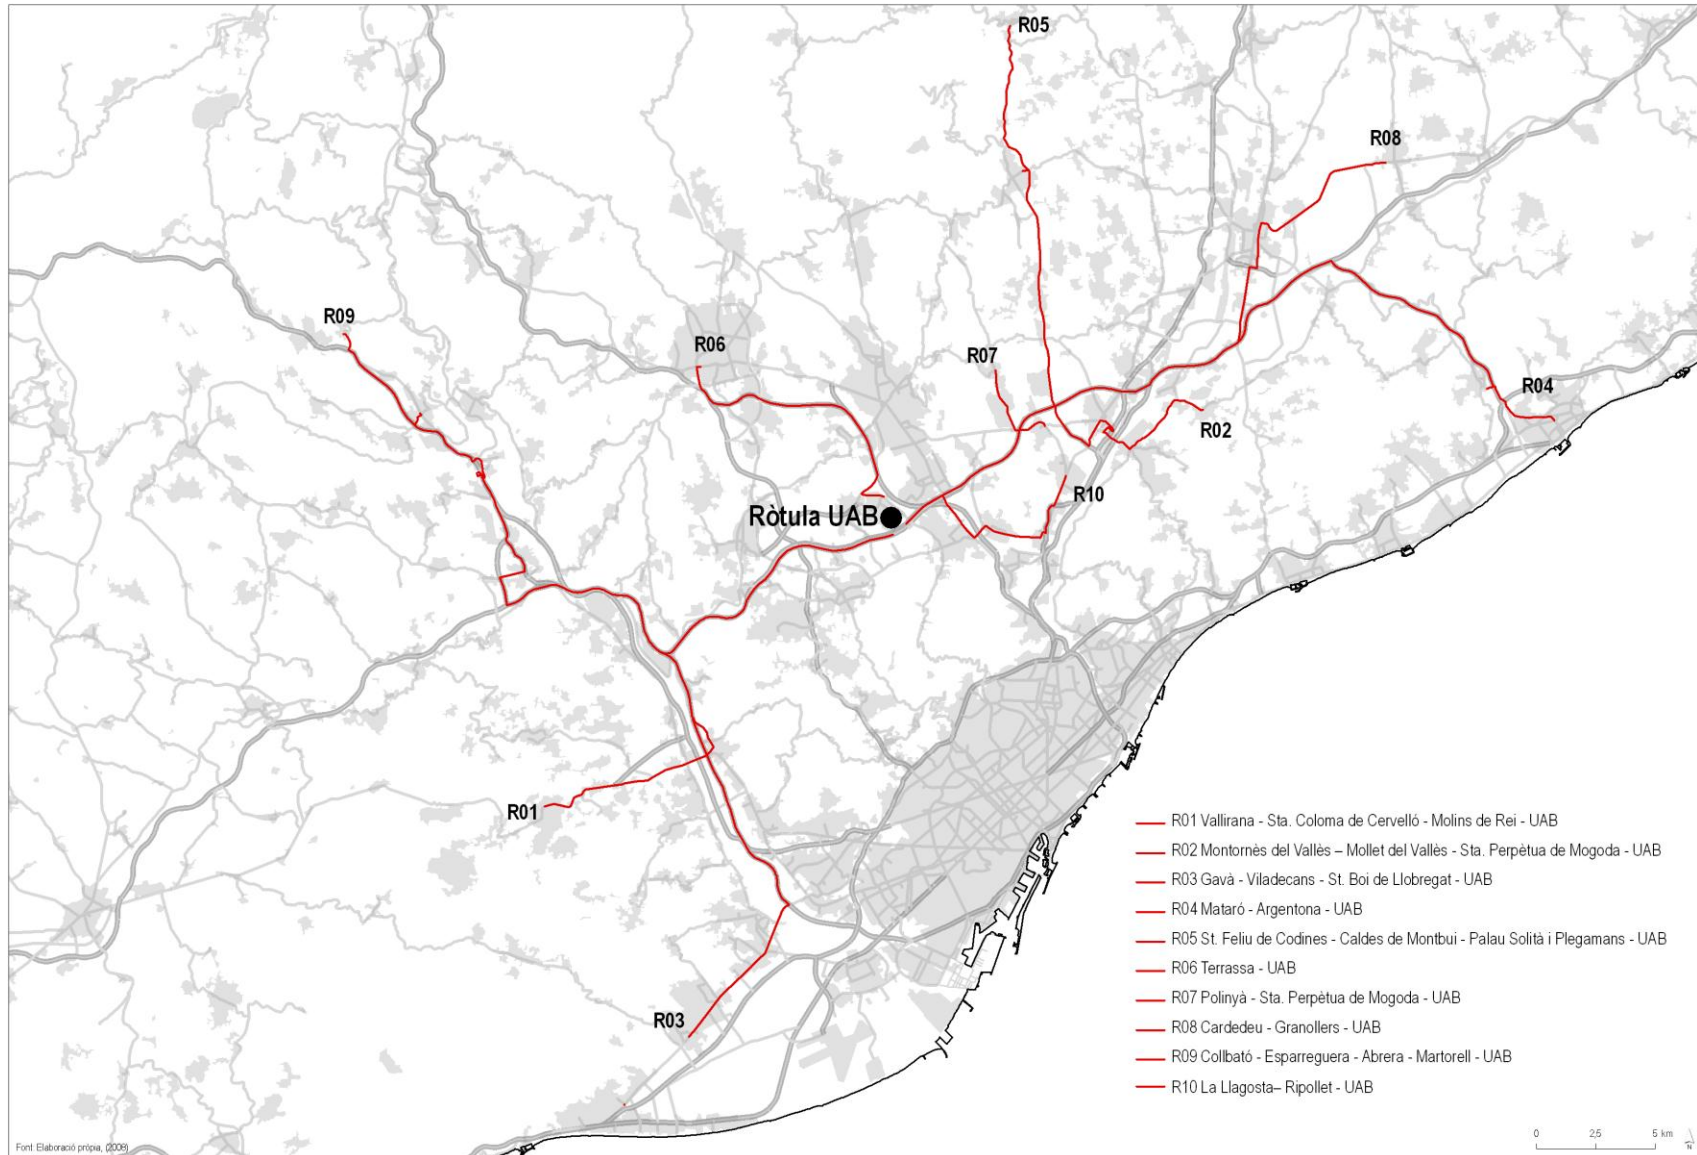 R05
R08
R09
R06
R07
R04
R02
R10
Ròtula UAB
R01
R03
R01 Vallirana - Sta. Coloma de Cervelló - Molins de Rei - UAB
R02 Montornès del Vallès – Mollet del Vallès - Sta. Perpètua de Mogoda - UAB
R03 Gavà - Viladecans - St. Boi de Llobregat - UAB
R04 Mataró - Argentona - UAB
R05 St. Feliu de Codines - Caldes de Montbui - Palau Solità i Plegamans - UAB
R06 Terrassa - UAB
R07 Polinyà - Sta. Perpètua de Mogoda - UAB
R08 Cardedeu - Granollers - UAB
R09 Collbató - Esparreguera - Abrera - Martorell - UAB
R10 La Llagosta– Ripollet - UAB
0 2,5 5 km
N
Font: Elaboració pròpia, (2008)